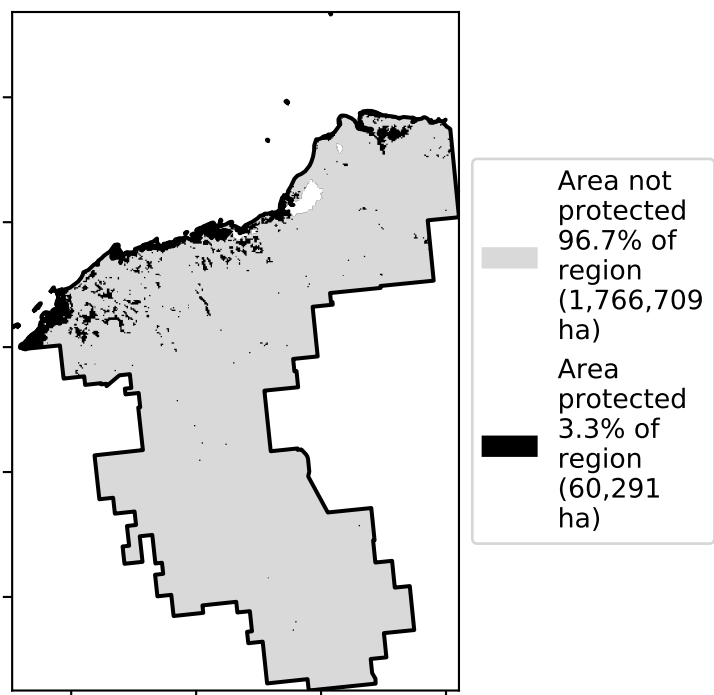 Area not
protected
96.7% of
region
(1,766,709
ha)
Area
protected
3.3% of
region
(60,291
ha)